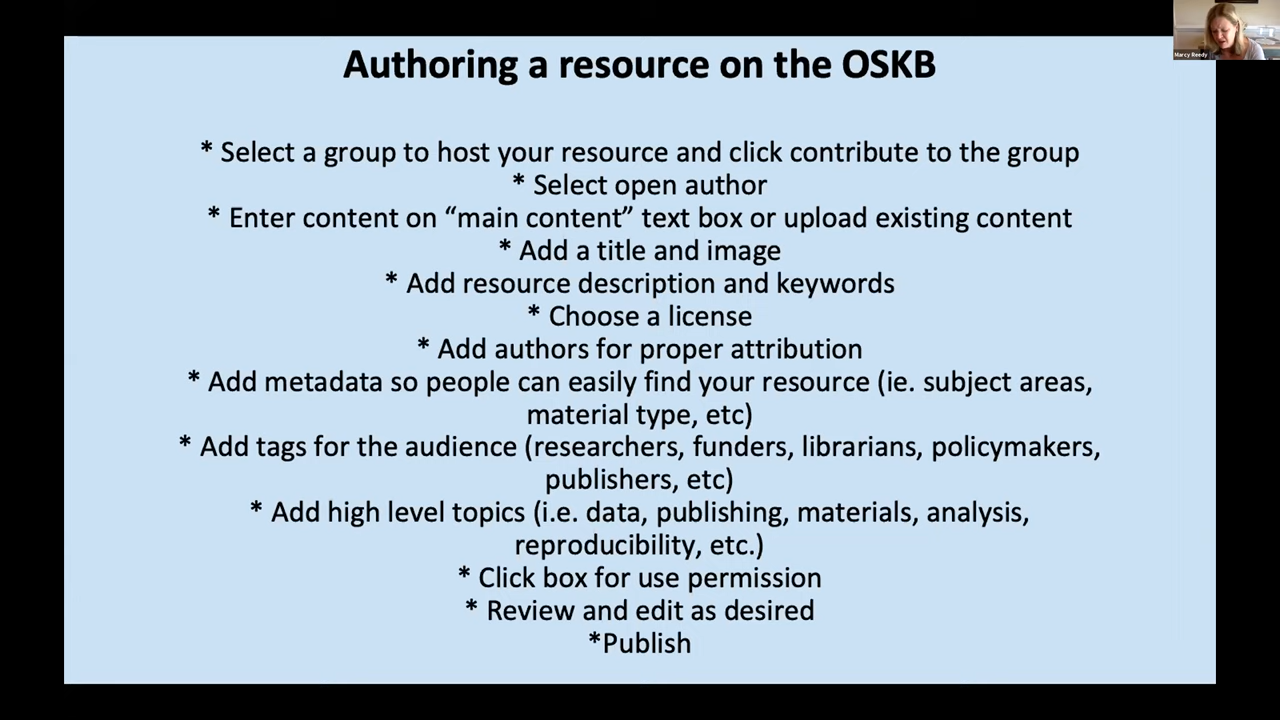 Marcy Reedy
Authoring a resource on the OSKB
* Select a group to host your resource and click contribute to the group
* Select open author
* Enter content on “main content” text box or upload existing content
* Add a title and image
* Add resource description and keywords
* Choose a license
* Add authors for proper attribution
* Add metadata so people can easily find your resource (ie. subject areas,
material type, etc)
* Add tags for the audience (researchers, funders, librarians, policymakers,
publishers, etc)
* Add high level topics (i.e. data, publishing, materials, analysis,
reproducibility, etc.)
* Click box for use permission
* Review and edit as desired
*Publish